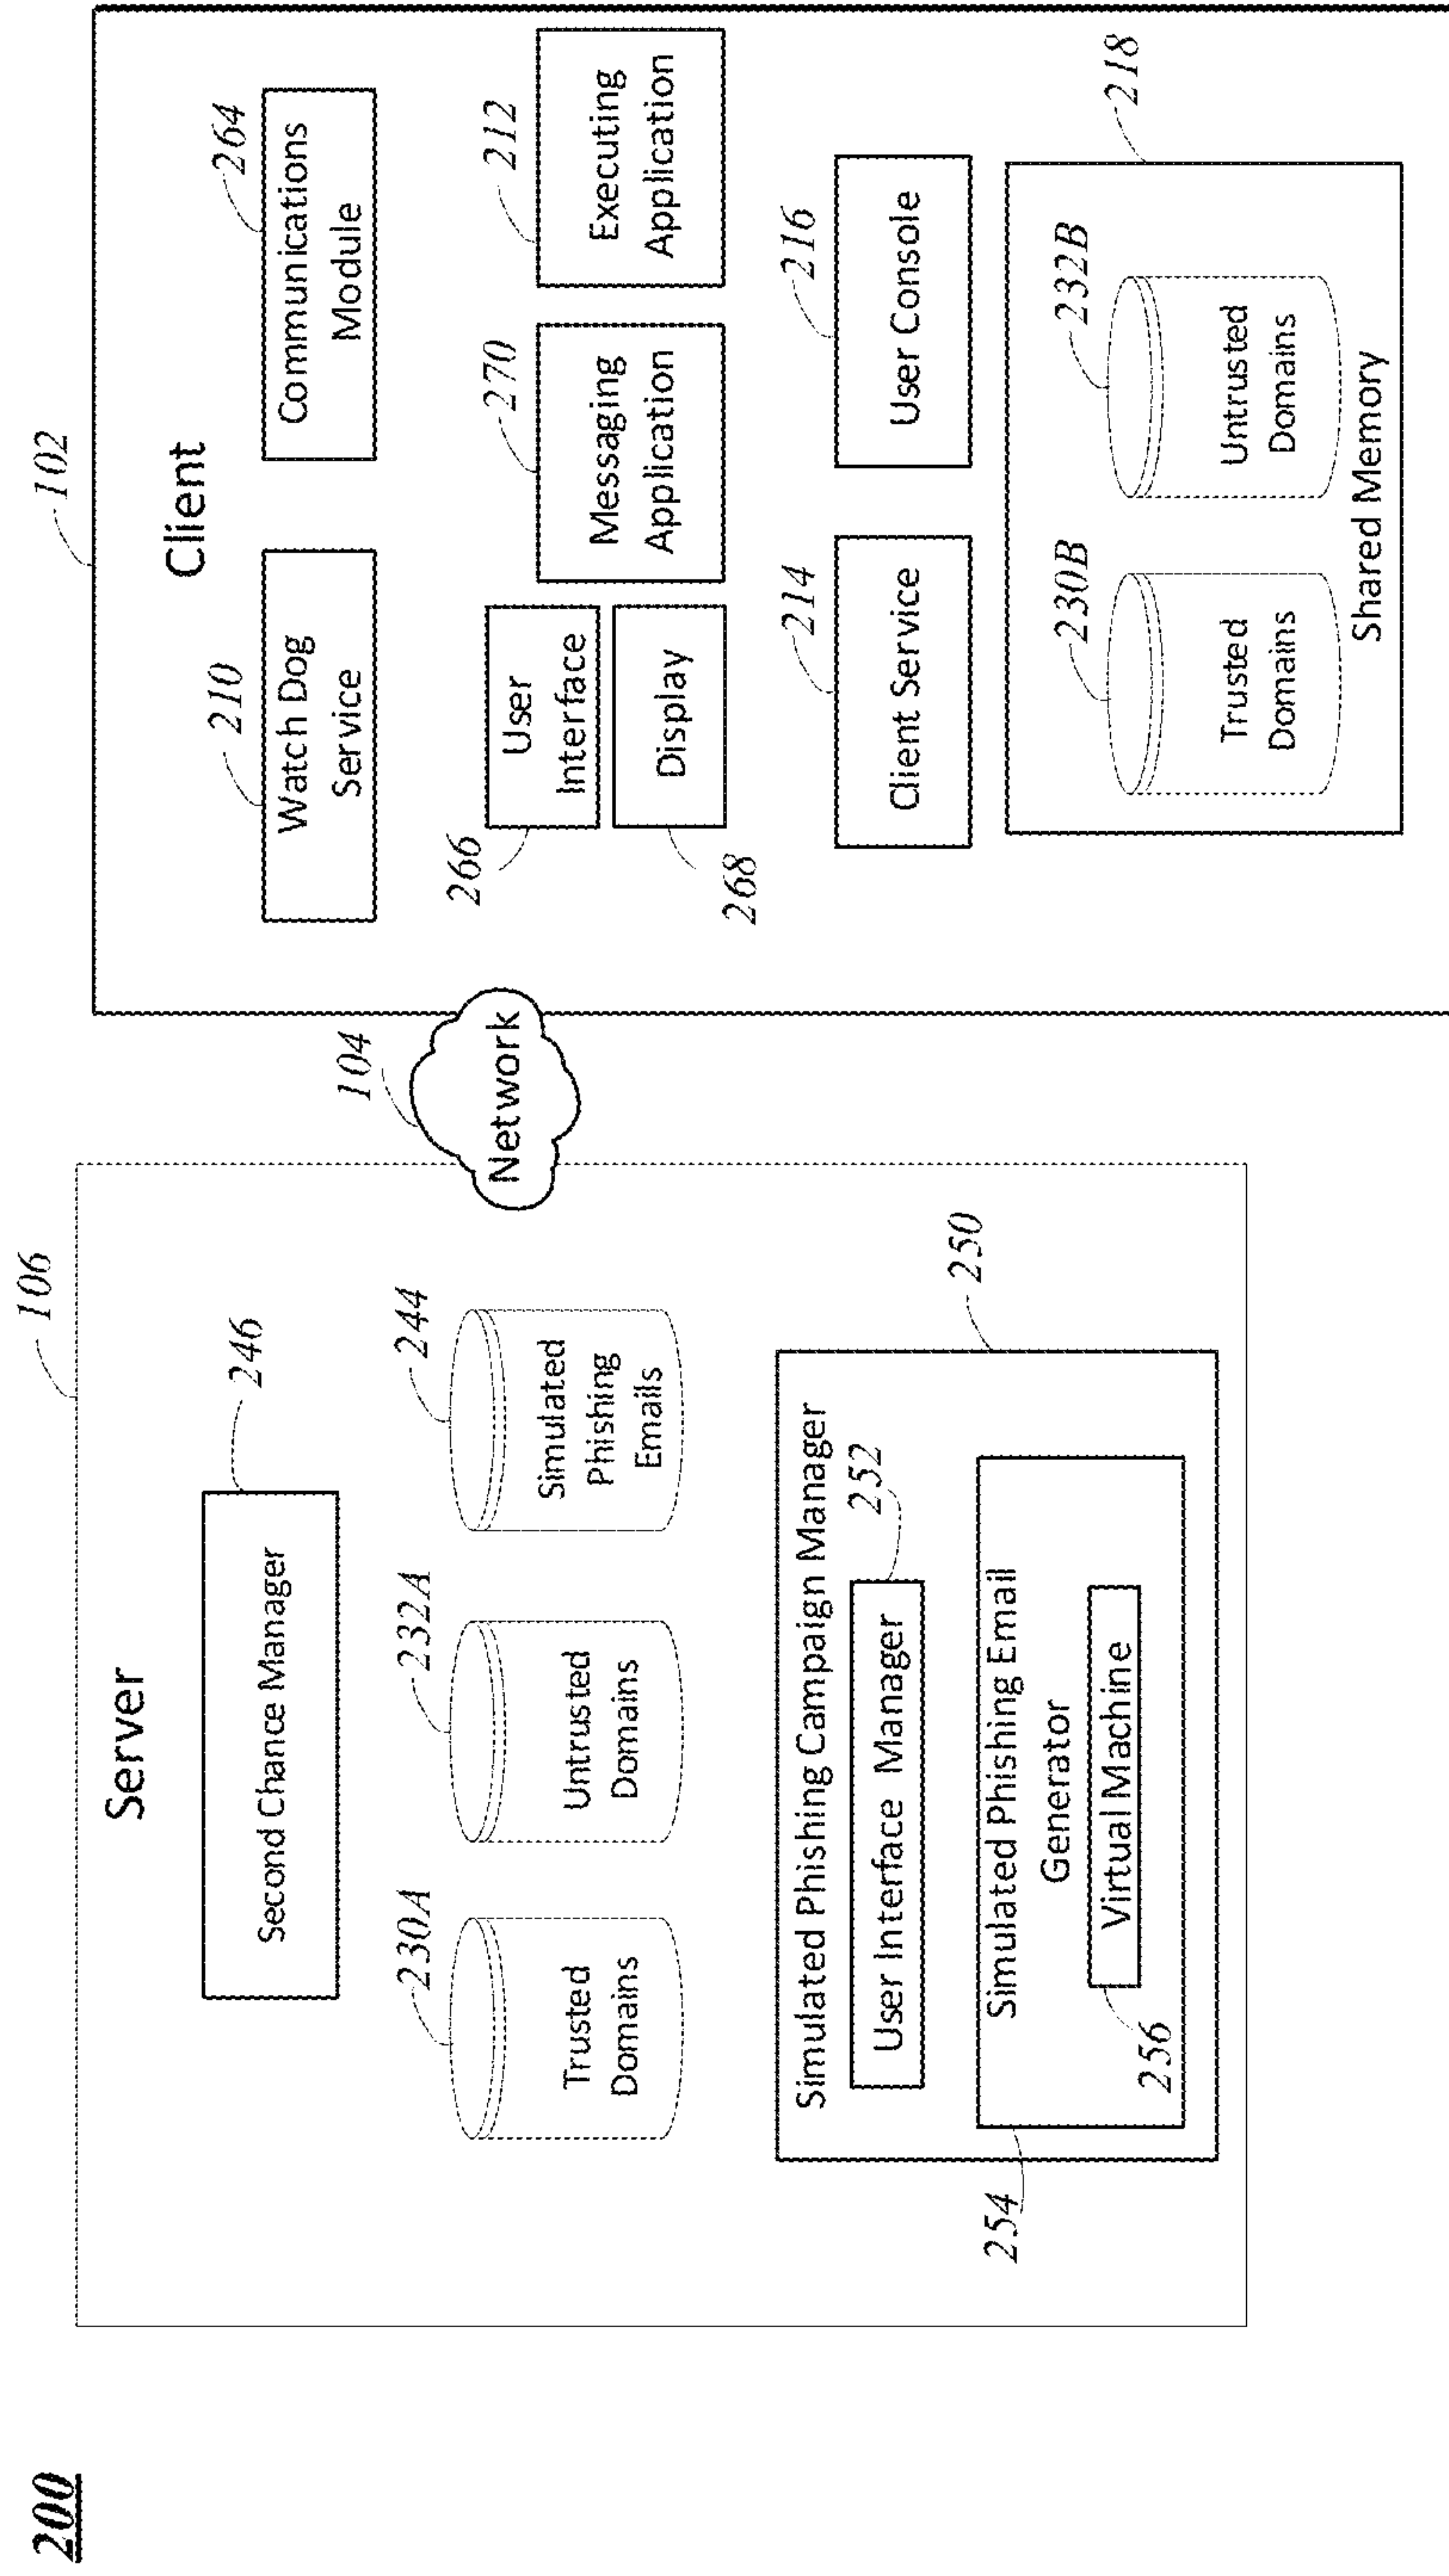 200
106
Server
246
Second Chance Manager
230A
232A
244
Trusted
Domains
Untrusted
Domains
Simulated
Phishing
Emails
250
Simulated Phishing Campaign Manager
252
User Interface Manager
254
Simulated Phishing Email
Generator
Virtual Machine
256
104
Network
102
Client
210
264
Watch Dog
Service
Communications
Module
266
User
Interface
268
Display
270
Messaging
Application
212
Executing
Application
214
Client Service
216
User Console
218
230B
232B
Trusted
Domains
Untrusted
Domains
Shared Memory